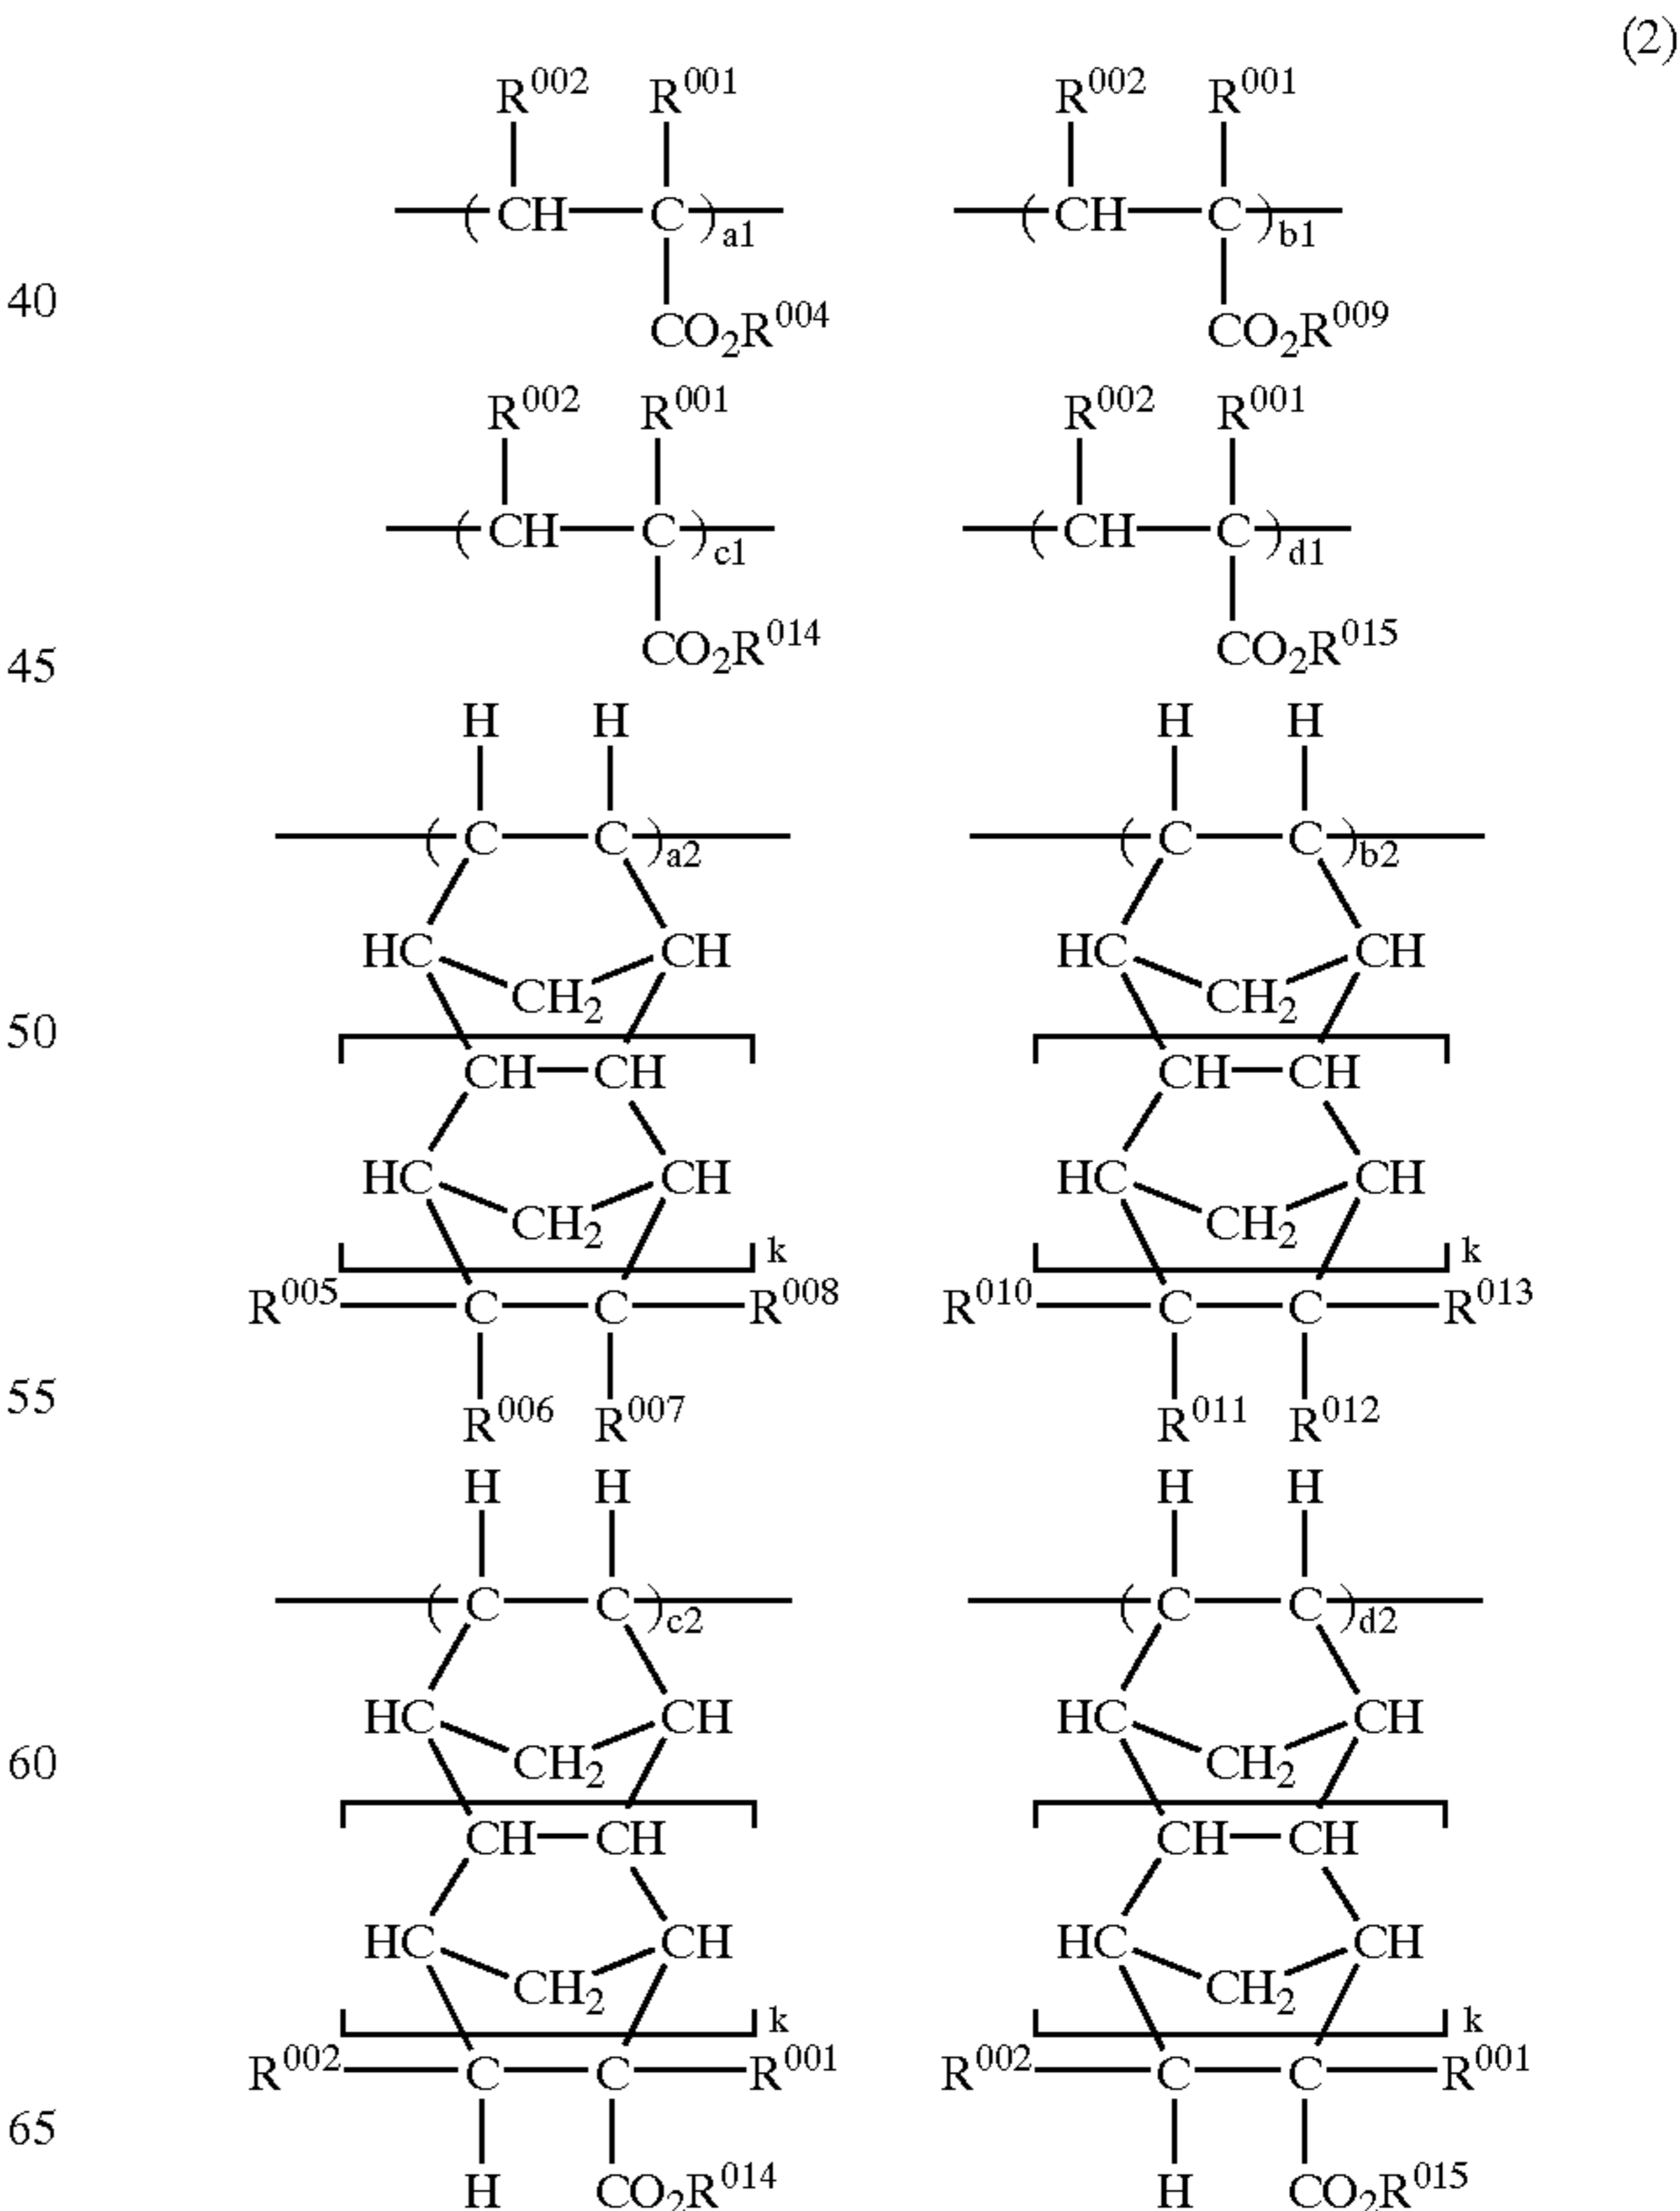 (2)
R002 R001 R002 R001
( CH C )a1 ( CH C )b1
40
CO2R004 CO2R009
R002 R001 R002 R001
( CH C )c1 ( CH C )d1
45
CO2R014 CO2R015
H H H H
( C C )a2 ( C C )b2
HC CH HC CH
CH2 CH2
50
CH CH CH CH
HC CH HC CH
CH2 CH2
k k
R005 C C R008 R010 C C R013
55
R006 R007 R011 R012
H H H H
( C C )c2 ( C C )d2
HC CH HC CH
60
CH2 CH2
CH CH CH CH
HC CH HC CH
CH2 CH2
k k
R002 C C R001 R002 C C R001
65
H CO2R014 H CO2R015